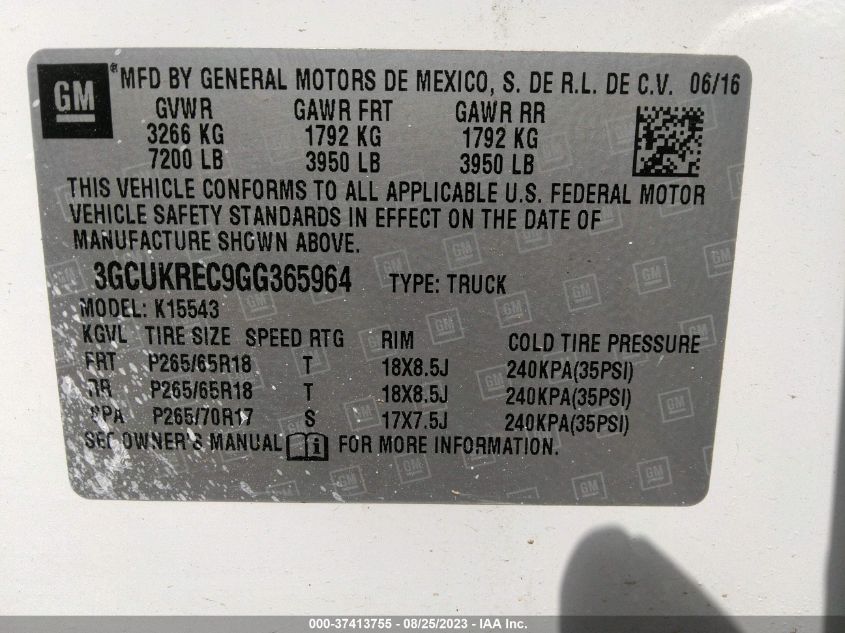 GM ® MFD BY GENERAL MOTORS DE MEXICO, S. DE R.L. DE C.V. 06/16
GVWR GAWR FRT GAWR RR
3266 KG 1792 KG 1792 KG
7200 LB 3950 LB 3950 LB
THIS VEHICLE CONFORMS TO ALL APPLICABLE U.S. FEDERAL MOTOR
VEHICLE SAFETY STANDARDS IN EFFECT ON THE DATE OF
MANUFACTURE SHOWN ABOVE.
3GCUKREC9GG365964 TYPE: TRUCK
MODEL: K15543
KGVL TIRE SIZE SPEED RTG RIM COLD TIRE PRESSURE
FRT P265/65R18 T 18X8.5J 240KPA(35PSI)
RR P265/65R18 T 18X8.5J 240KPA(35PSI)
SPA P265/70R17 S 17X7.5J 240KPA(35PSI)
SEE OWNER'S MANUAL i FOR MORE INFORMATION.
000-37413755 - 08/25/2023 - IAA Inc.